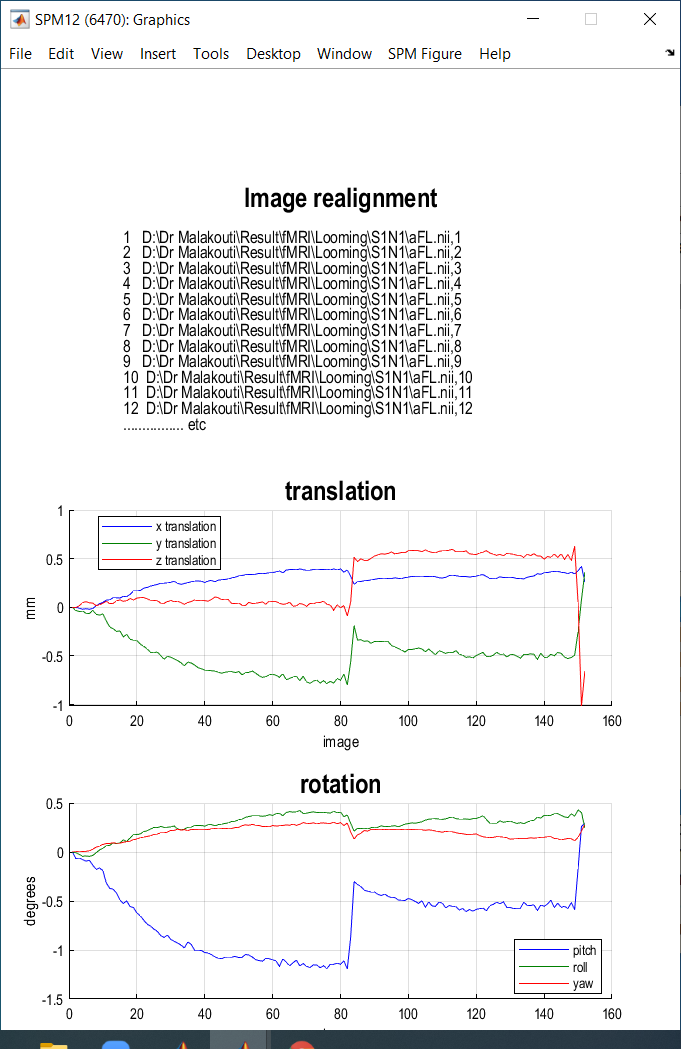 SPM12 (6470): Graphics
File Edit View Insert Tools Desktop Window SPM Figure Help
Image realignment
1 D:\Dr Malakouti\Result\fMRI\Looming\S1N1\aFL.nii,1
2 D:\Dr Malakouti\Result\fMRI\Looming\S1N1\aFL.nii,2
3 D:\Dr Malakouti\Result\fMRI\Looming\S1N1\aFL.nii,3
4 D:\Dr Malakouti\Result\fMRI\Looming\S1N1\aFL.nii,4
5 D:\Dr Malakouti\Result\fMRI\Looming\S1N1\aFL.nii,5
6 D:\Dr Malakouti\Result\fMRI\Looming\S1N1\aFL.nii,6
7 D:\Dr Malakouti\Result\fMRI\Looming\S1N1\aFL.nii,7
8 D:\Dr Malakouti\Result\fMRI\Looming\S1N1\aFL.nii,8
9 D:\Dr Malakouti\Result\fMRI\Looming\S1N1\aFL.nii,9
10 D:\Dr Malakouti\Result\fMRI\Looming\S1N1\aFL.nii,10
11 D:\Dr Malakouti\Result\fMRI\Looming\S1N1\aFL.nii,11
12 D:\Dr Malakouti\Result\fMRI\Looming\S1N1\aFL.nii,12
................ etc
translation
1
x translation
y translation
z translation
0.5
0
-0.5
-1
mm
0 20 40 60 80 100 120 140 160
image
rotation
0.5
0
-0.5
-1
-1.5
degrees
pitch
roll
yaw
0 20 40 60 80 100 120 140 160